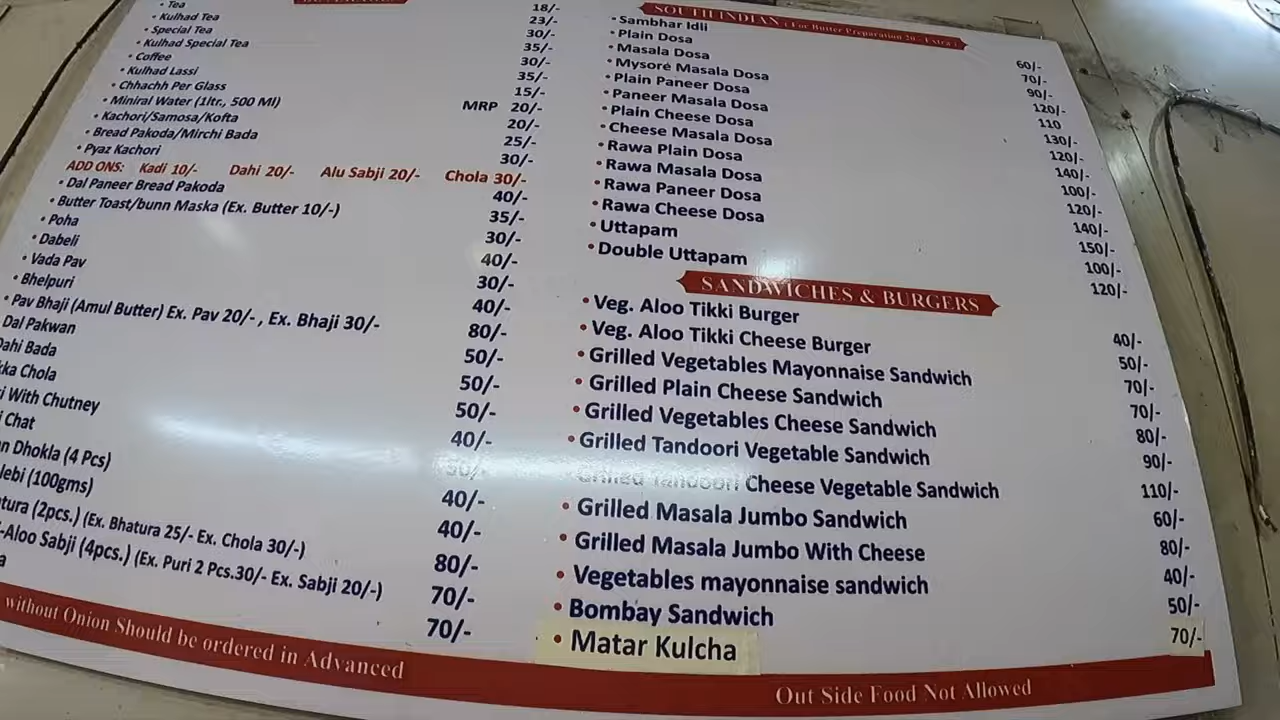 • Tea 18/-
• Kulhad Tea 23/-
• Special Tea 30/-
• Kulhad Special Tea 35/-
• Coffee 30/-
• Kulhad Lassi 35/-
• Chhachh Per Glass 15/-
• Miniral Water (1ltr., 500 Ml) MRP 20/-
• Kachori/Samosa/Kofta 20/-
• Bread Pakoda/Mirchi Bada 25/-
• Pyaz Kachori 30/-
ADD ONS: Kadi 10/- Dahi 20/- Alu Sabji 20/- Chola 30/-
• Dal Paneer Bread Pakoda 40/-
• Butter Toast/bunn Maska (Ex. Butter 10/-) 35/-
• Poha 30/-
• Dabeli 40/-
• Vada Pav 30/-
• Bhelpuri 40/-
• Pav Bhaji (Amul Butter) Ex. Pav 20/- , Ex. Bhaji 30/- 80/-
Dal Pakwan 50/-
Dahi Bada 50/-
Chola 50/-
With Chutney 40/-
Chat
Dhokla (4 Pcs) 40/-
(100gms) 40/-
(2pcs.) (Ex. Bhatura 25/- Ex. Chola 30/-) 80/-
-Aloo Sabji (4pcs.) (Ex. Puri 2 Pcs.30/- Ex. Sabji 20/-) 70/-
70/-
without Onion Should be ordered in Advanced
SOUTH INDIAN ( For Butter Preparation 20 - Extra )
• Sambhar Idli 60/-
• Plain Dosa 70/-
• Masala Dosa 90/-
• Mysore Masala Dosa 120/-
• Plain Paneer Dosa 110
• Paneer Masala Dosa 130/-
• Plain Cheese Dosa 120/-
• Cheese Masala Dosa 140/-
• Rawa Plain Dosa 100/-
• Rawa Masala Dosa 120/-
• Rawa Paneer Dosa 140/-
• Rawa Cheese Dosa 150/-
• Uttapam 100/-
• Double Uttapam 120/-
SANDWICHES & BURGERS
• Veg. Aloo Tikki Burger 40/-
• Veg. Aloo Tikki Cheese Burger 50/-
• Grilled Vegetables Mayonnaise Sandwich 70/-
• Grilled Plain Cheese Sandwich 70/-
• Grilled Vegetables Cheese Sandwich 80/-
• Grilled Tandoori Vegetable Sandwich 90/-
Grilled Tandoori Cheese Vegetable Sandwich 110/-
• Grilled Masala Jumbo Sandwich 60/-
• Grilled Masala Jumbo With Cheese 80/-
• Vegetables mayonnaise sandwich 40/-
• Bombay Sandwich 50/-
• Matar Kulcha 70/-
Out Side Food Not Allowed